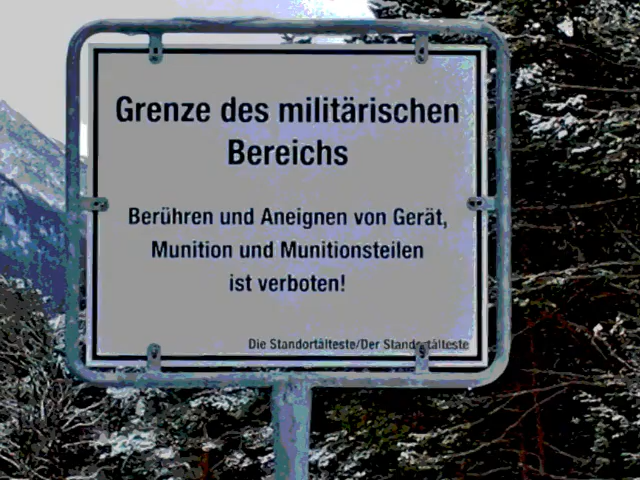 Grenze des militärischen
Bereichs
Berühren und Aneignen von Gerät,
Munition und Munitionsteilen
ist verboten!
Die Standortälteste/Der Standortälteste